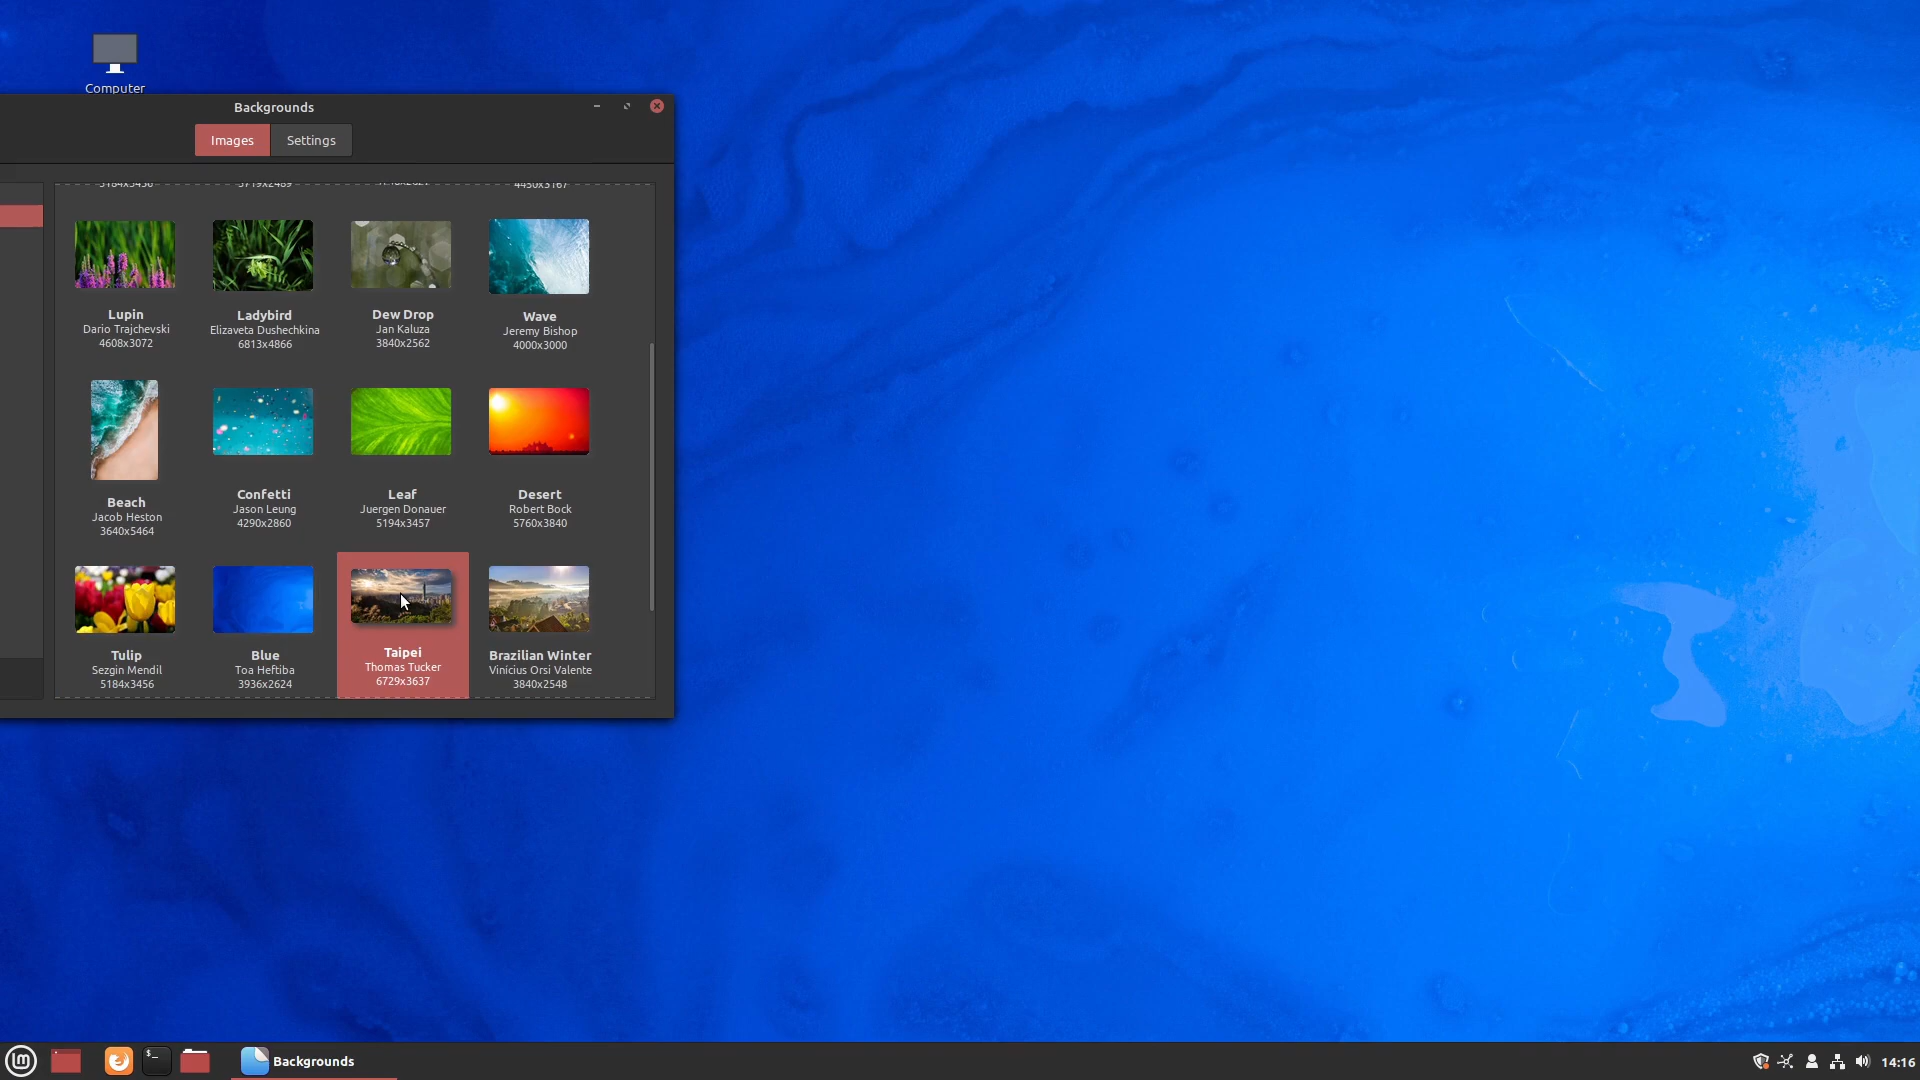 Computer
Backgrounds
Images Settings
4450x3167
Lupin
Dario Trajchevski
4608x3072
Ladybird
Elizaveta Dushechkina
6813x4866
Dew Drop
Jan Kaluza
3840x2562
Wave
Jeremy Bishop
4000x3000
Beach
Jacob Heston
3640x5464
Confetti
Jason Leung
4290x2860
Leaf
Juergen Donauer
5194x3457
Desert
Robert Bock
5760x3840
Tulip
Sezgin Mendil
5184x3456
Blue
Toa Heftiba
3936x2624
Taipei
Thomas Tucker
6729x3637
Brazilian Winter
Vinícius Orsi Valente
3840x2548
Backgrounds
14:16